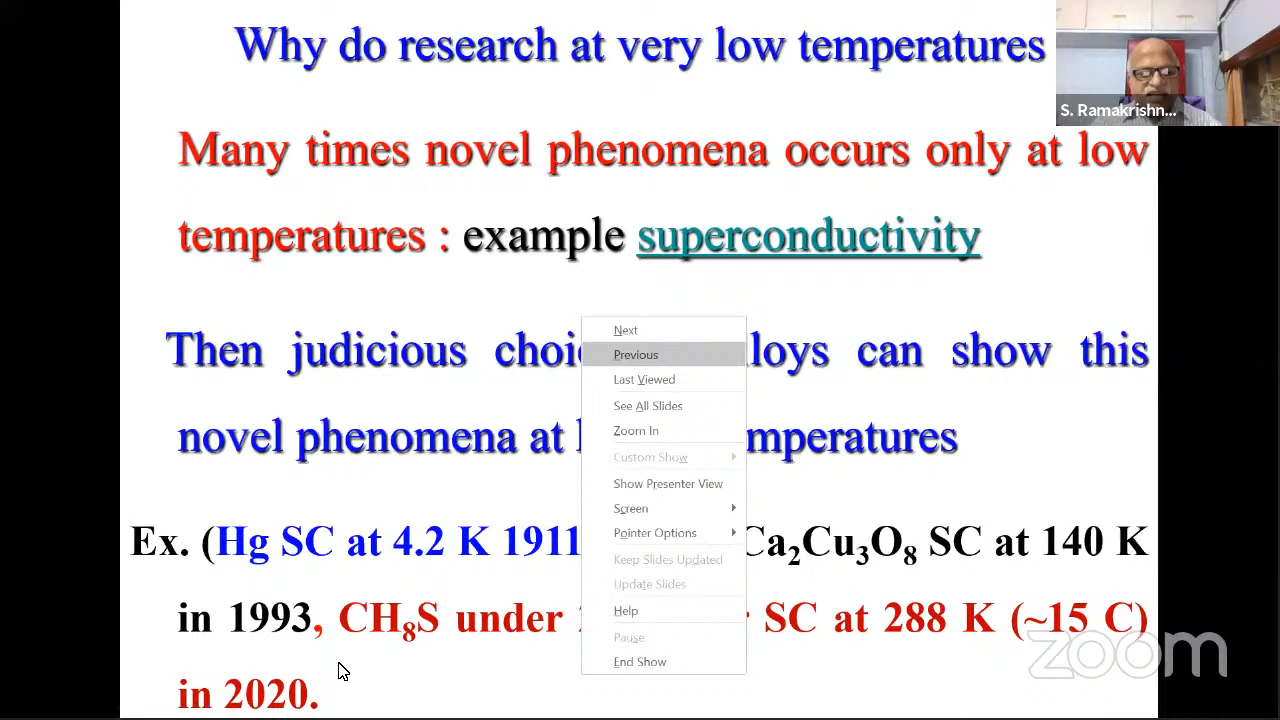 Why do research at very low temperatures
S. Ramakrishn...
Many times novel phenomena occurs only at low
temperatures : example superconductivity
Then judicious loys can show this
novel phenomena at mperatures
Ex. (Hg SC at 4.2 K 1911 Ca₂Cu₃O₈ SC at 140 K
in 1993, CH₈S under SC at 288 K (~15 C)
in 2020.
Next
Previous
Last Viewed
See All Slides
Zoom In
Custom Show
Show Presenter View
Screen
Pointer Options
Keep Slides Updated
Update Slides
Help
Pause
End Show
zoom